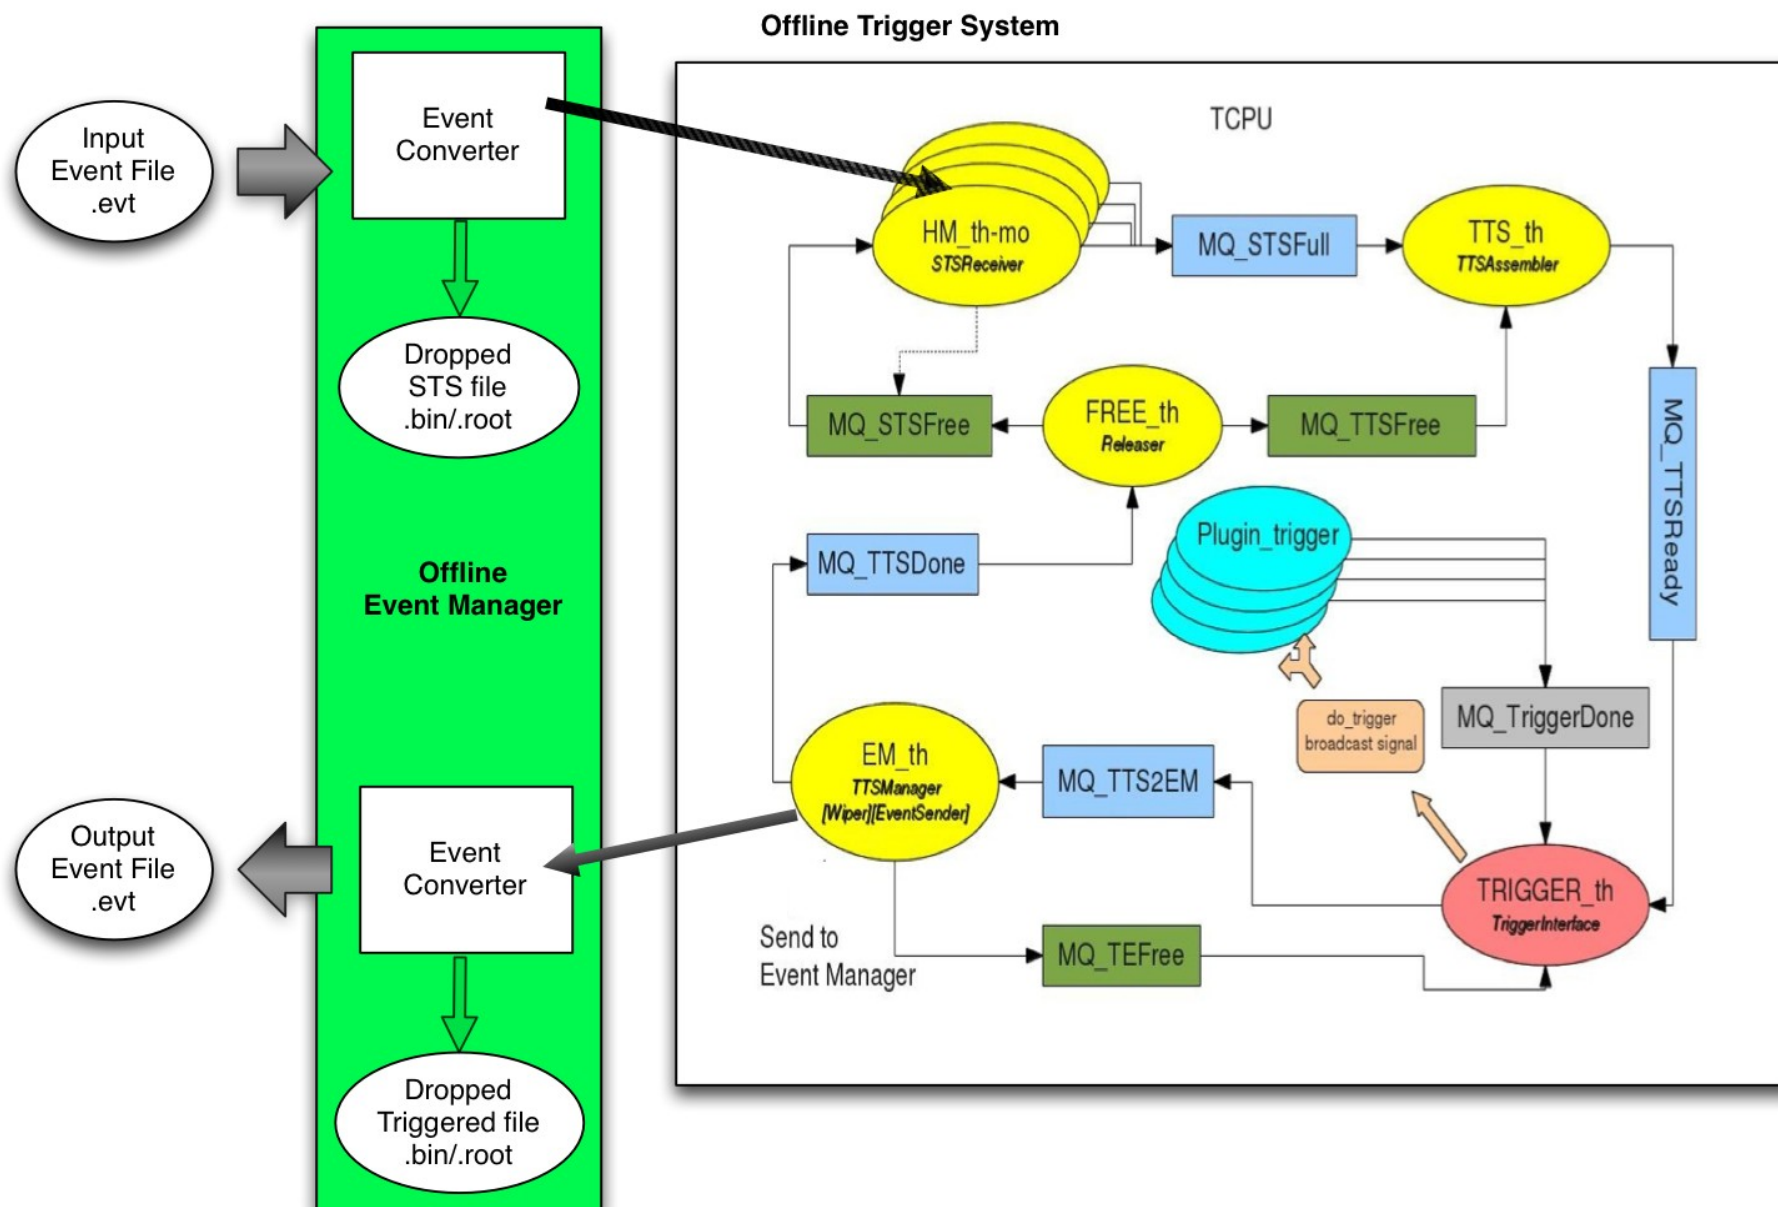 Offline Trigger System
Input
Event File
.evt
Event
Converter
Dropped
STS file
.bin/.root
Offline
Event Manager
Output
Event File
.evt
Event
Converter
Dropped
Triggered file
.bin/.root
TCPU
HM_th-mo
STSReceiver
MQ_STSFull
TTS_th
TTSAssembler
MQ_STSFree
FREE_th
Releaser
MQ_TTSFree
MQ_TTSReady
MQ_TTSDone
Plugin_trigger
do_trigger
broadcast signal
MQ_TriggerDone
EM_th
TTSManager
[Wiper][EventSender]
MQ_TTS2EM
TRIGGER_th
TriggerInterface
Send to
Event Manager
MQ_TEFree